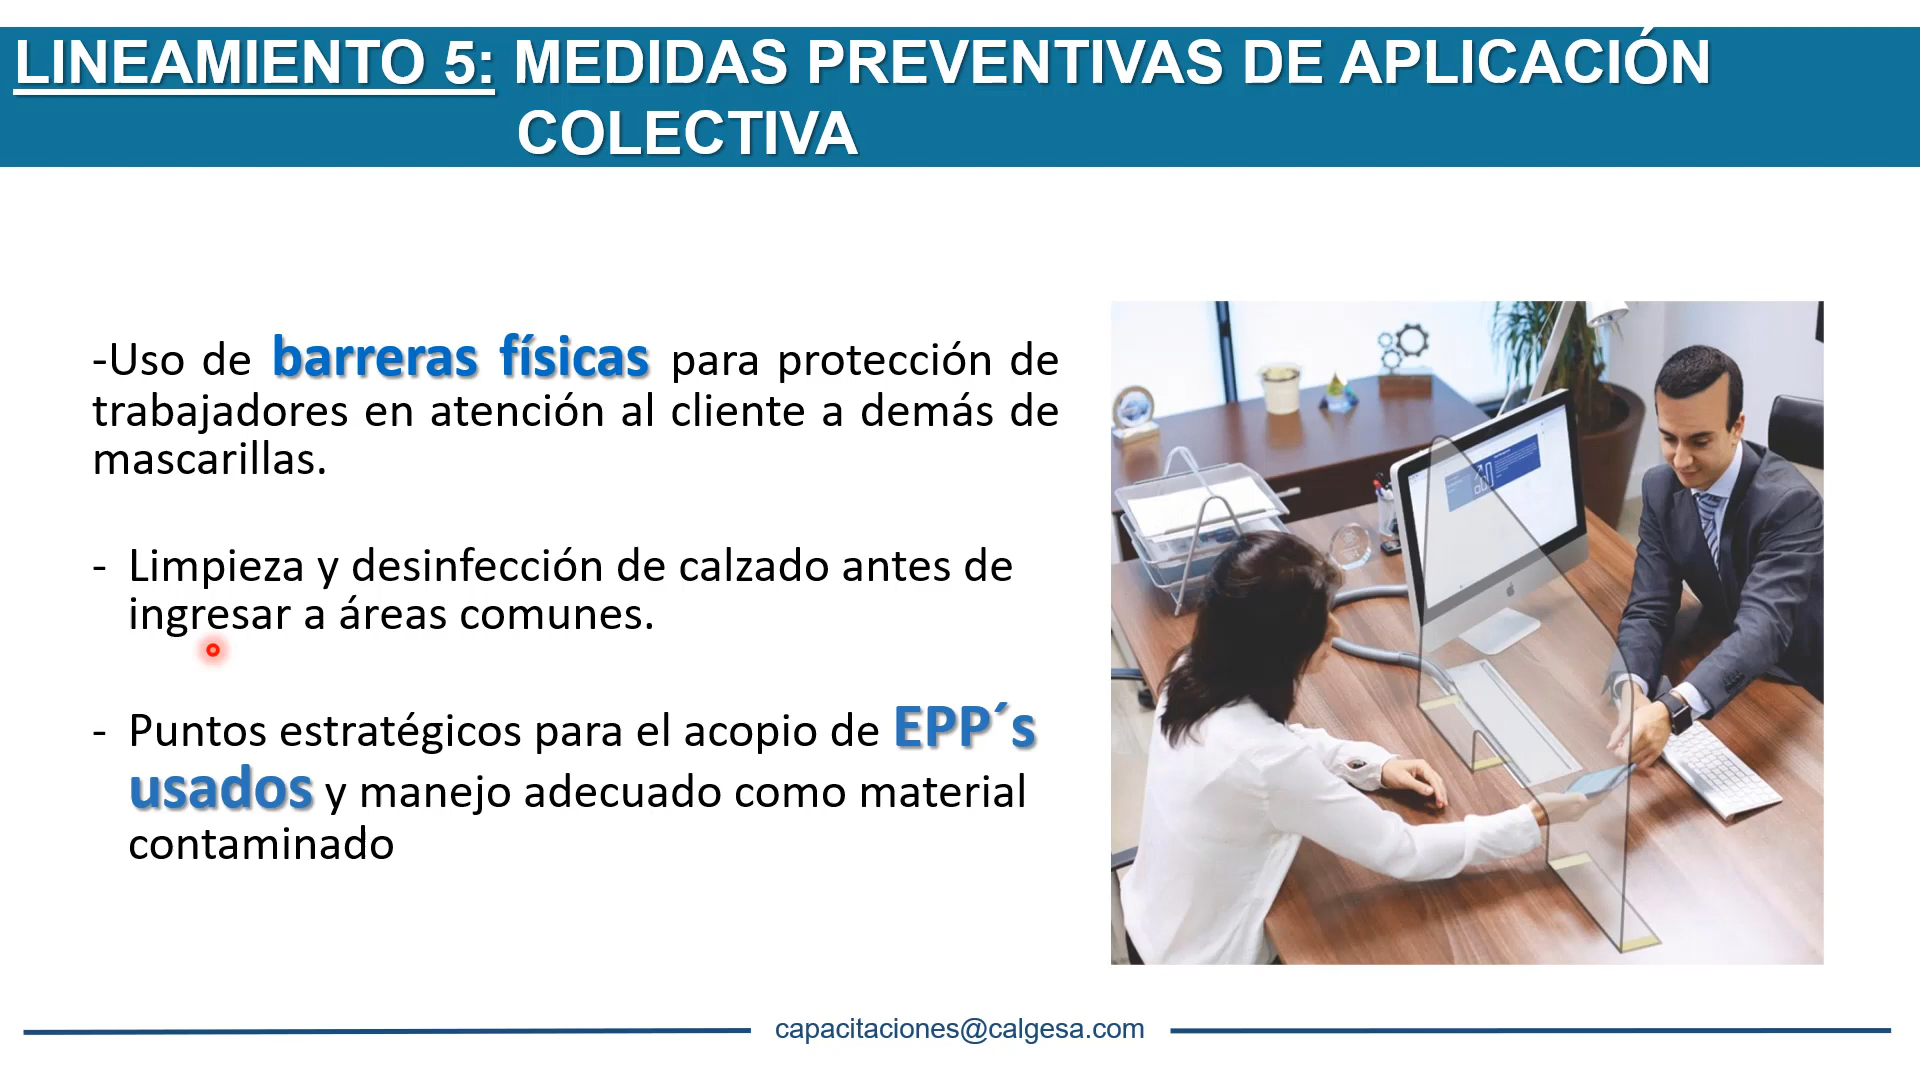 LINEAMIENTO 5: MEDIDAS PREVENTIVAS DE APLICACIÓN
COLECTIVA
-Uso de barreras físicas para protección de
trabajadores en atención al cliente a demás de
mascarillas.
- Limpieza y desinfección de calzado antes de
ingresar a áreas comunes.
- Puntos estratégicos para el acopio de EPP´s
usados y manejo adecuado como material
contaminado
capacitaciones@calgesa.com